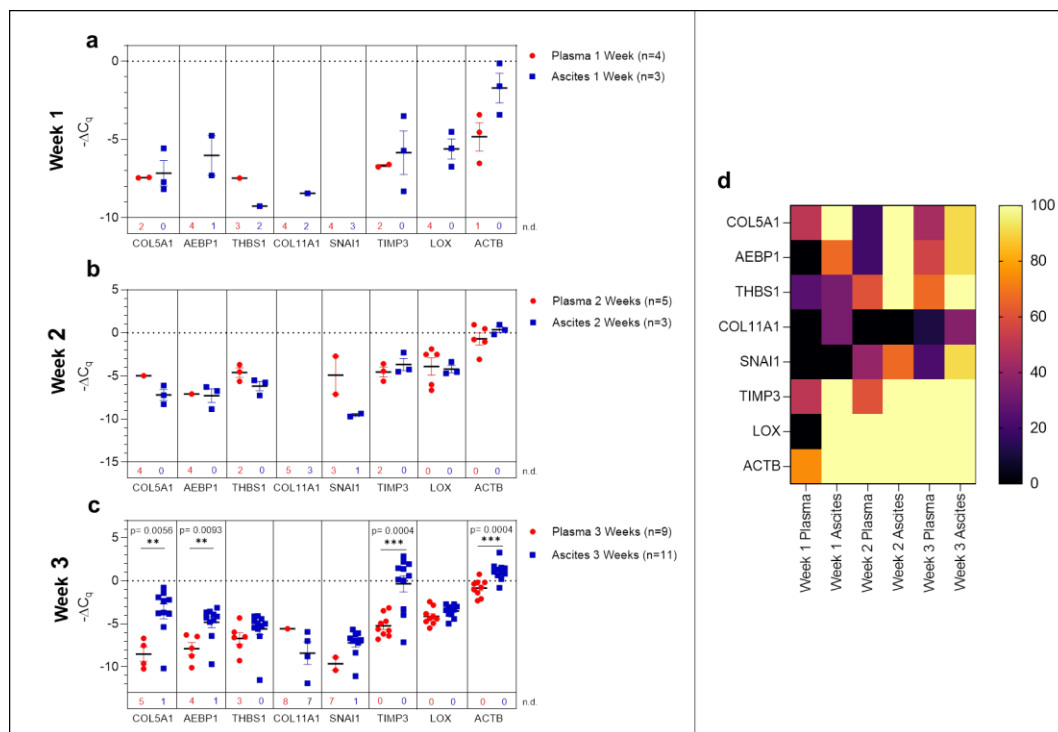 a
Week 1
-ΔCq
0
-5
-10
Plasma 1 Week (n=4)
Ascites 1 Week (n=3)
2 0 4 1 3 2 4 2 4 3 2 0 4 0 1 0 n.d.
COL5A1 AEBP1 THBS1 COL11A1 SNAI1 TIMP3 LOX ACTB
b
Week 2
-ΔCq
5
0
-5
-10
-15
Plasma 2 Weeks (n=5)
Ascites 2 Weeks (n=3)
4 0 4 0 2 0 5 3 3 1 2 0 0 0 0 0 n.d.
COL5A1 AEBP1 THBS1 COL11A1 SNAI1 TIMP3 LOX ACTB
c
Week 3
-ΔCq
5
0
-5
-10
p= 0.0056 p= 0.0093 p= 0.0004 p= 0.0004
** ** *** ***
Plasma 3 Weeks (n=9)
Ascites 3 Weeks (n=11)
5 1 4 1 3 0 8 7 7 1 0 0 0 0 0 0 n.d.
COL5A1 AEBP1 THBS1 COL11A1 SNAI1 TIMP3 LOX ACTB
d
COL5A1
AEBP1
THBS1
COL11A1
SNAI1
TIMP3
LOX
ACTB
Week 1 Plasma
Week 1 Ascites
Week 2 Plasma
Week 2 Ascites
Week 3 Plasma
Week 3 Ascites
100
80
60
40
20
0